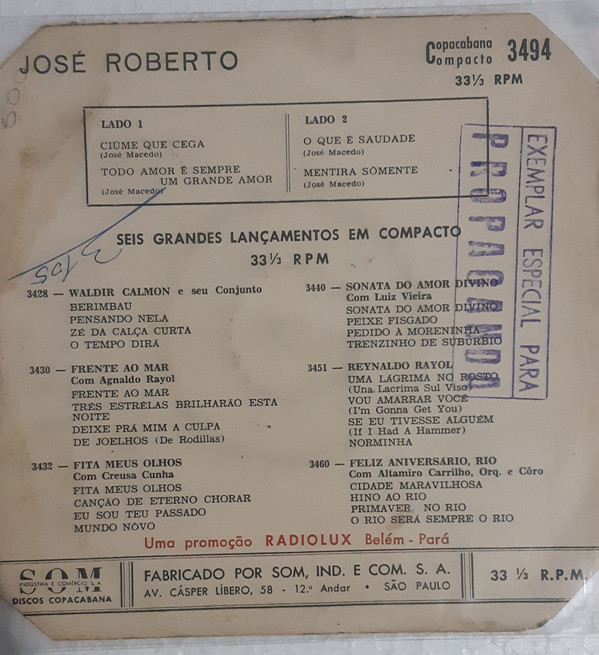 JOSÉ ROBERTO
Copacabana
Compacto 3494
33⅓ RPM
LADO 1
CIUME QUE CEGA
(José Macedo)
TODO AMOR É SEMPRE
UM GRANDE AMOR
(José Macedo)
LADO 2
O QUE É SAUDADE
(José Macedo)
MENTIRA SÒMENTE
(José Macedo)
EXEMPLAR ESPECIAL PARA
PROPAGANDA
SEIS GRANDES LANÇAMENTOS EM COMPACTO
33⅓ RPM
3428 — WALDIR CALMON e seu Conjunto
BERIMBAU
PENSANDO NELA
ZÉ DA CALÇA CURTA
O TEMPO DIRÁ
3430 — FRENTE AO MAR
Com Agnaldo Rayol
FRENTE AO MAR
TRÊS ESTRÊLAS BRILHARÃO ESTA
NOITE
DEIXE PRÁ MIM A CULPA
DE JOELHOS (De Rodillas)
3432 — FITA MEUS OLHOS
Com Creusa Cunha
FITA MEUS OLHOS
CANÇÃO DE ETERNO CHORAR
EU SOU TEU PASSADO
MUNDO NÔVO
3440 — SONATA DO AMOR DIVINO
Com Luiz Vieira
SONATA DO AMOR DIVINO
PEIXE FISGADO
PEDIDO À MORENINHA
TRENZINHO DE SUBÚRBIO
3451 — REYNALDO RAYOL
UMA LÁGRIMA NO ROSTO
(Una Lacrima Sul Viso)
VOU AMARRAR VOCÊ
(I'm Gonna Get You)
SE EU TIVESSE ALGUÉM
(If I Had A Hammer)
NORMINHA
3460 — FELIZ ANIVERSÁRIO, RIO
Com Altamiro Carrilho, Orq. e Côro
CIDADE MARAVILHOSA
HINO AO RIO
PRIMAVER NO RIO
O RIO SERÁ SEMPRE O RIO
Uma promoção RADIOLUX Belém - Pará
SOM
INDÚSTRIA E COMÉRCIO S. A.
DISCOS COPACABANA
FABRICADO POR SOM, IND. E COM. S. A.
AV. CÁSPER LÍBERO, 58 - 12.º Andar • SÃO PAULO
33 ⅓ R.P.M.